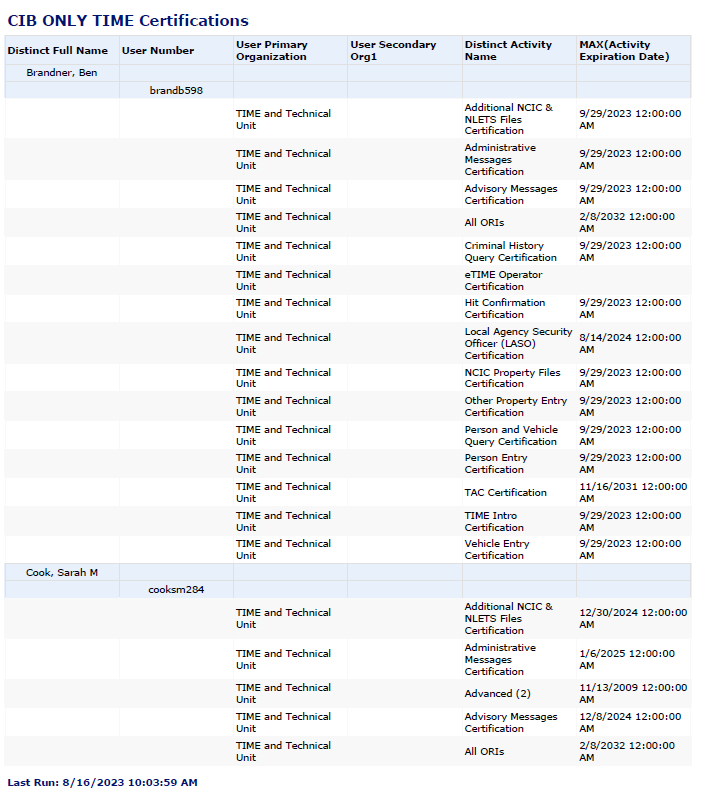 CIB ONLY TIME Certifications
Distinct Full Name User Number User Primary Organization User Secondary Org1 Distinct Activity Name MAX(Activity Expiration Date)
Brandner, Ben
brandb598
TIME and Technical Unit Additional NCIC & NLETS Files Certification 9/29/2023 12:00:00 AM
TIME and Technical Unit Administrative Messages Certification 9/29/2023 12:00:00 AM
TIME and Technical Unit Advisory Messages Certification 9/29/2023 12:00:00 AM
TIME and Technical Unit All ORIs 2/8/2032 12:00:00 AM
TIME and Technical Unit Criminal History Query Certification 9/29/2023 12:00:00 AM
TIME and Technical Unit eTIME Operator Certification
TIME and Technical Unit Hit Confirmation Certification 9/29/2023 12:00:00 AM
TIME and Technical Unit Local Agency Security Officer (LASO) Certification 8/14/2024 12:00:00 AM
TIME and Technical Unit NCIC Property Files Certification 9/29/2023 12:00:00 AM
TIME and Technical Unit Other Property Entry Certification 9/29/2023 12:00:00 AM
TIME and Technical Unit Person and Vehicle Query Certification 9/29/2023 12:00:00 AM
TIME and Technical Unit Person Entry Certification 9/29/2023 12:00:00 AM
TIME and Technical Unit TAC Certification 11/16/2031 12:00:00 AM
TIME and Technical Unit TIME Intro Certification 9/29/2023 12:00:00 AM
TIME and Technical Unit Vehicle Entry Certification 9/29/2023 12:00:00 AM
Cook, Sarah M
cooksm284
TIME and Technical Unit Additional NCIC & NLETS Files Certification 12/30/2024 12:00:00 AM
TIME and Technical Unit Administrative Messages Certification 1/6/2025 12:00:00 AM
TIME and Technical Unit Advanced (2) 11/13/2009 12:00:00 AM
TIME and Technical Unit Advisory Messages Certification 12/8/2024 12:00:00 AM
TIME and Technical Unit All ORIs 2/8/2032 12:00:00 AM
Last Run: 8/16/2023 10:03:59 AM